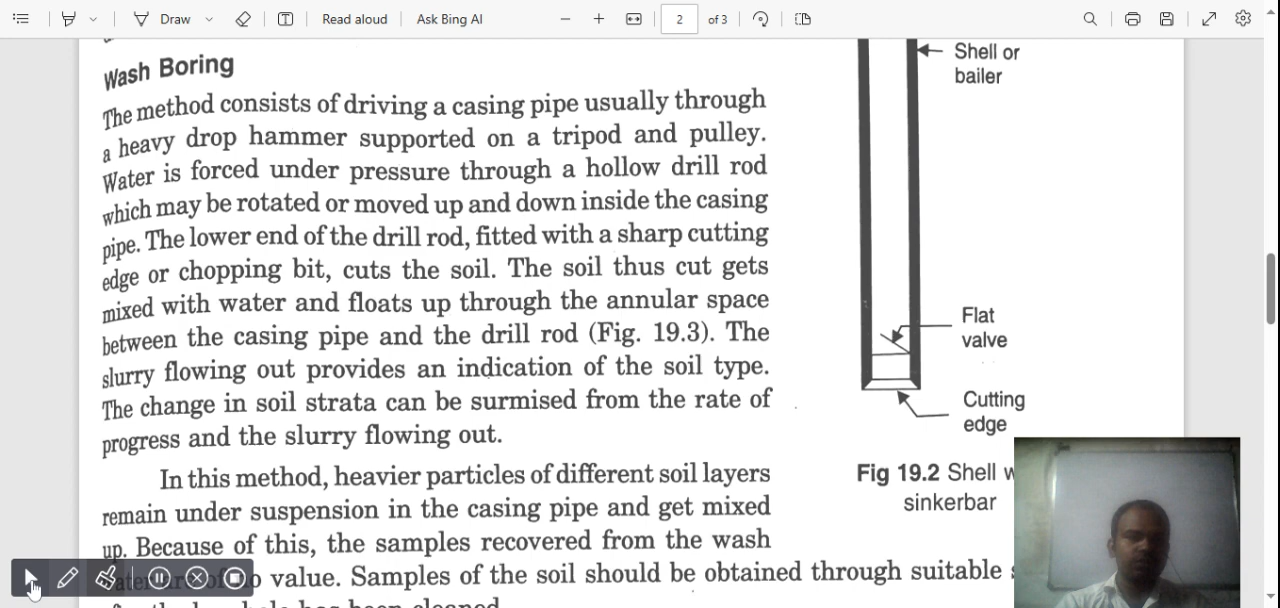 Draw
Read aloud
Ask Bing AI
2
of 3
Wash Boring
The method consists of driving a casing pipe usually through
a heavy drop hammer supported on a tripod and pulley.
Water is forced under pressure through a hollow drill rod
which may be rotated or moved up and down inside the casing
pipe. The lower end of the drill rod, fitted with a sharp cutting
edge or chopping bit, cuts the soil. The soil thus cut gets
mixed with water and floats up through the annular space
between the casing pipe and the drill rod (Fig. 19.3). The
slurry flowing out provides an indication of the soil type.
The change in soil strata can be surmised from the rate of
progress and the slurry flowing out.
In this method, heavier particles of different soil layers
remain under suspension in the casing pipe and get mixed
up. Because of this, the samples recovered from the wash
value. Samples of the soil should be obtained through suitable
Shell or
bailer
Flat
valve
Cutting
edge
Fig 19.2 Shell w
sinkerbar